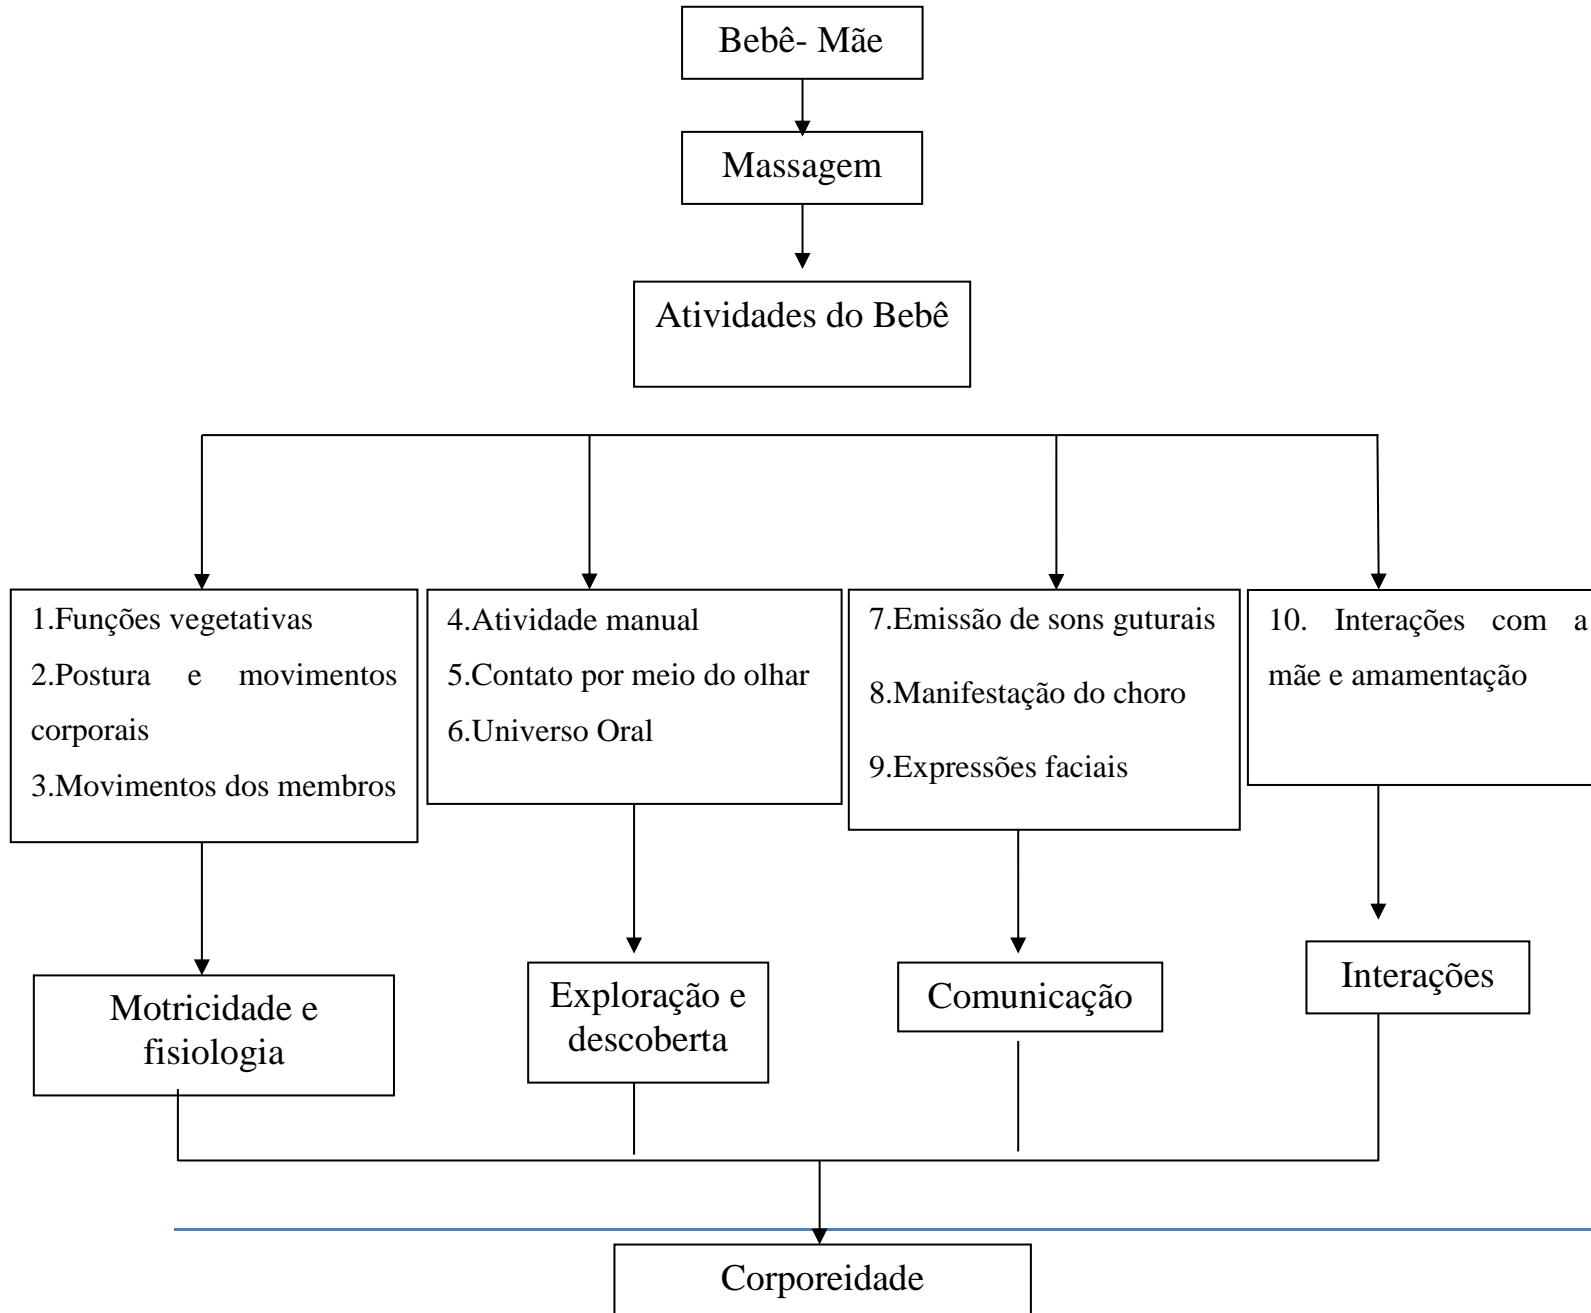 Bebê- Mãe
Massagem
Atividades do Bebê
1.Funções vegetativas
2.Postura e movimentos
corporais
3.Movimentos dos membros
4.Atividade manual
5.Contato por meio do olhar
6.Universo Oral
7.Emissão de sons guturais
8.Manifestação do choro
9.Expressões faciais
10. Interações com a
mãe e amamentação
Motricidade e
fisiologia
Exploração e
descoberta
Comunicação
Interações
Corporeidade